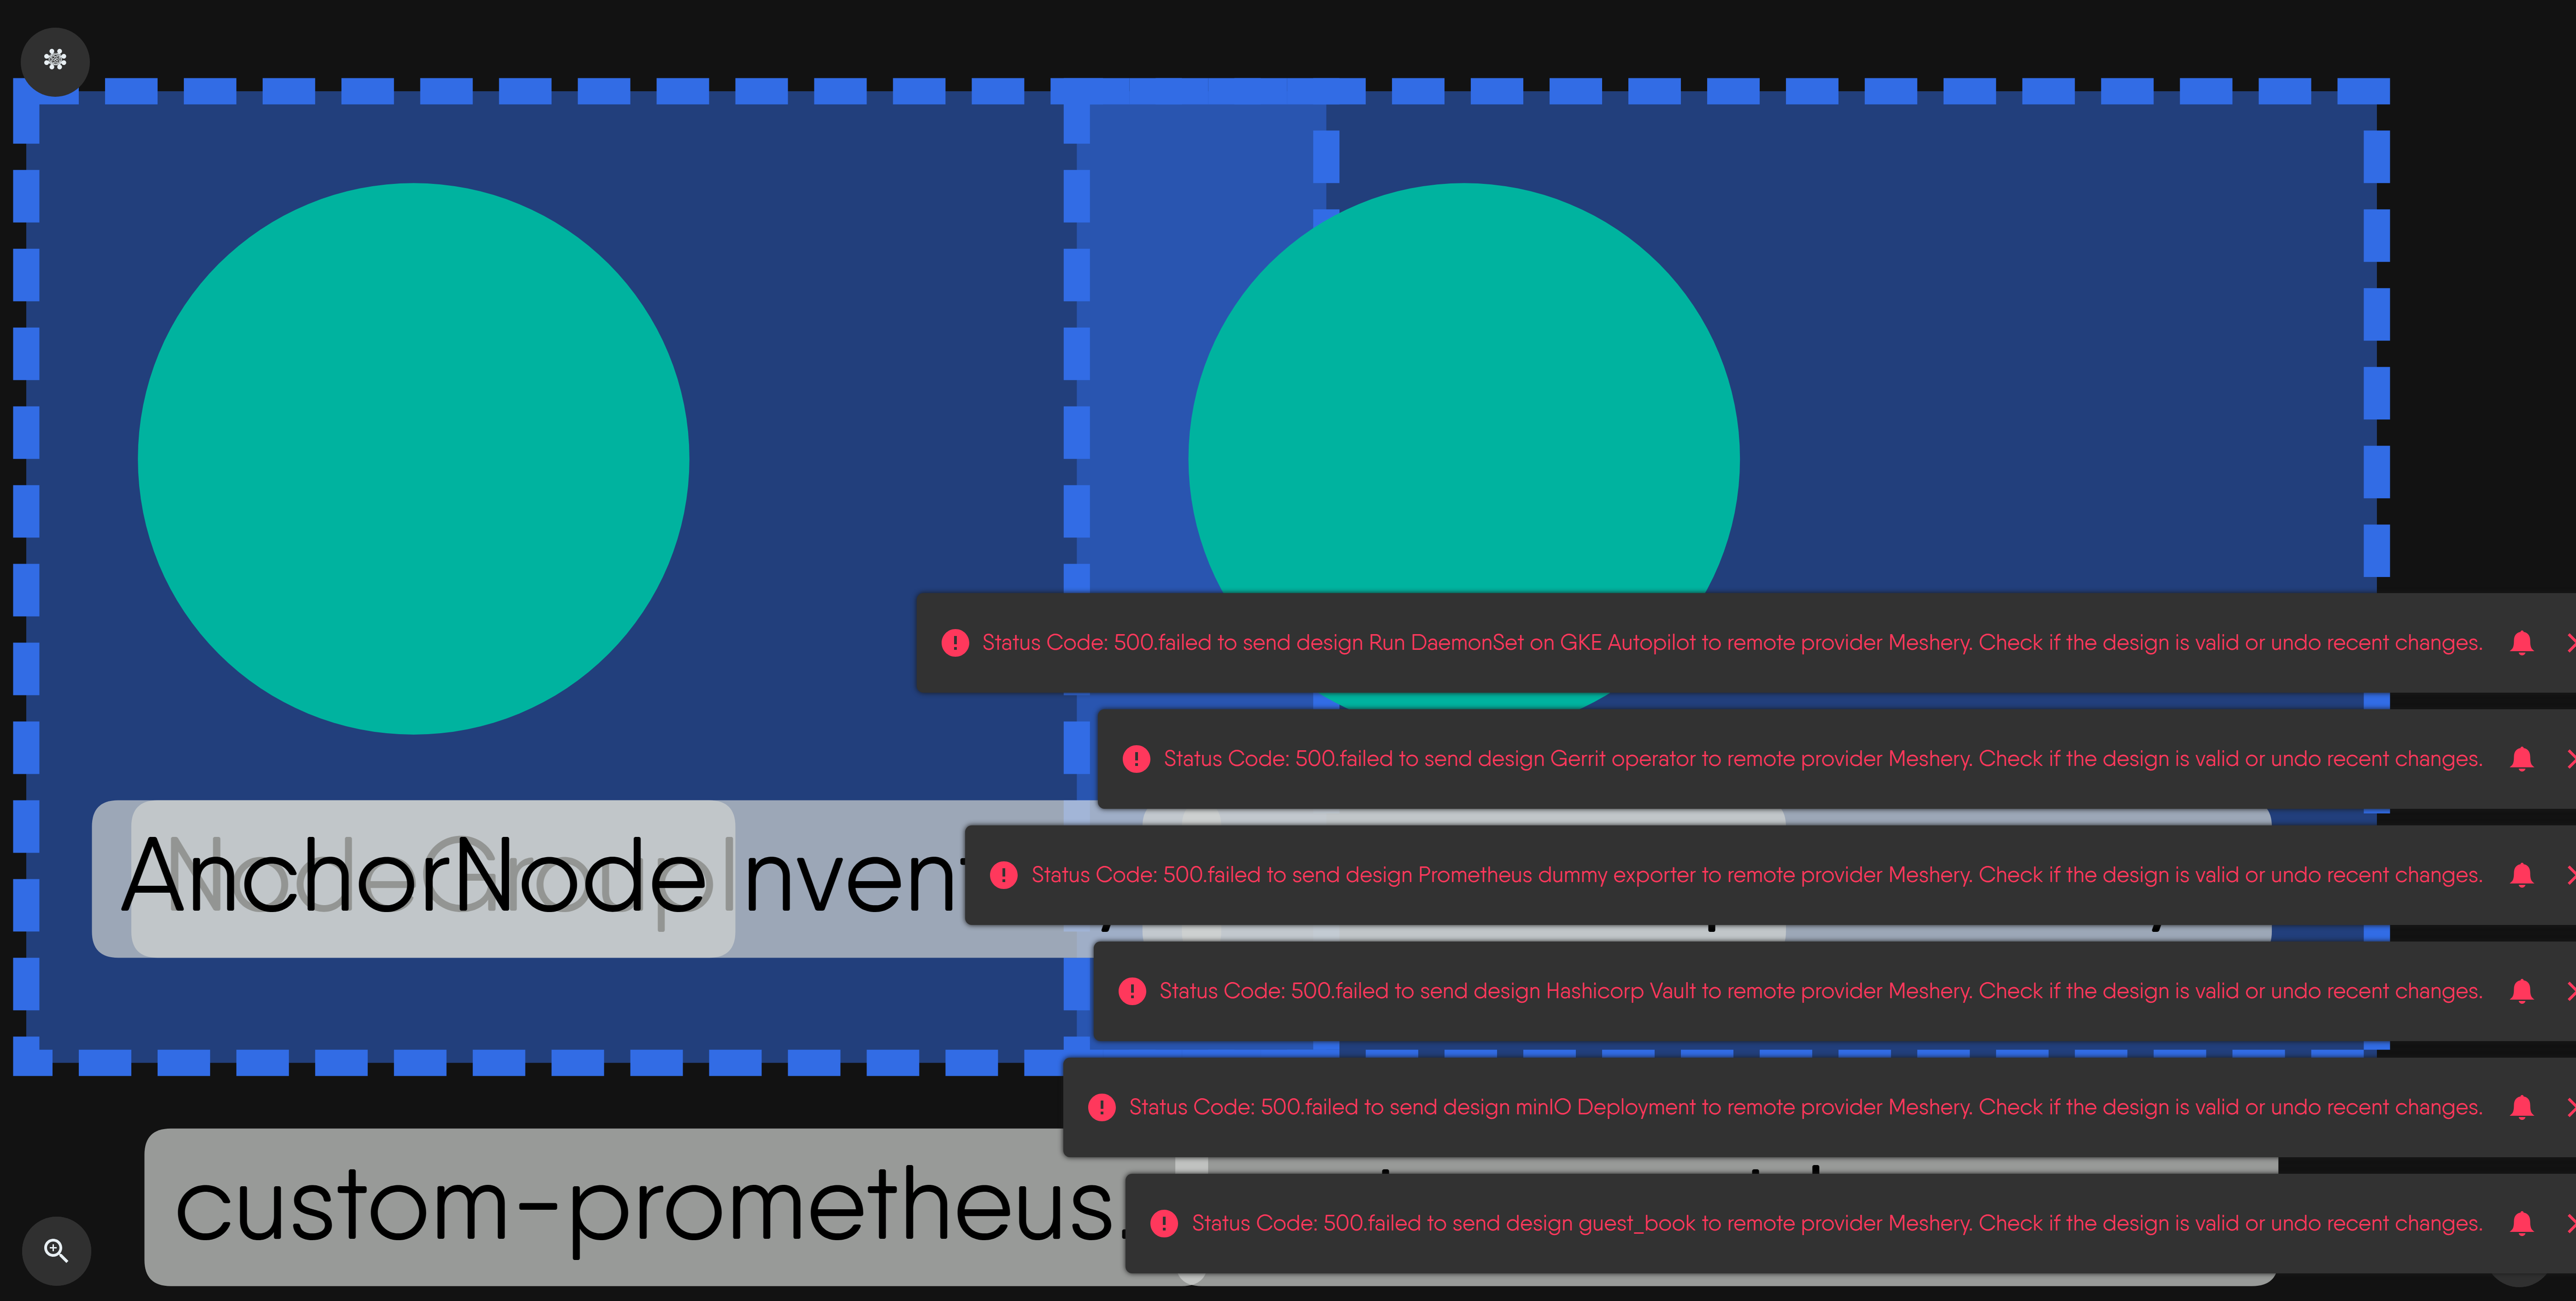 Status Code: 500.failed to send design Run DaemonSet on GKE Autopilot to remote provider Meshery. Check if the design is valid or undo recent changes.
Status Code: 500.failed to send design Gerrit operator to remote provider Meshery. Check if the design is valid or undo recent changes.
AnchorNode
NodeGroup
Status Code: 500.failed to send design Prometheus dummy exporter to remote provider Meshery. Check if the design is valid or undo recent changes.
Status Code: 500.failed to send design Hashicorp Vault to remote provider Meshery. Check if the design is valid or undo recent changes.
Status Code: 500.failed to send design minIO Deployment to remote provider Meshery. Check if the design is valid or undo recent changes.
custom-prometheus.
Status Code: 500.failed to send design guest_book to remote provider Meshery. Check if the design is valid or undo recent changes.